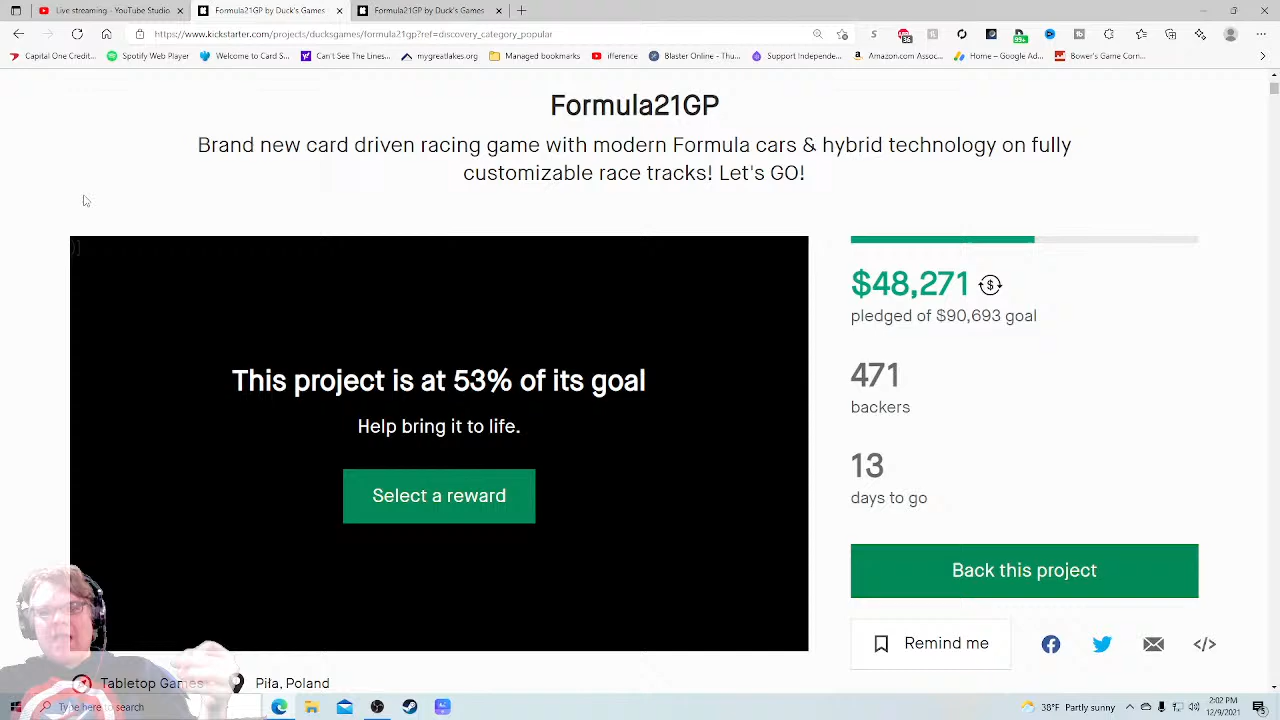 Live streaming - YouTube Studio
Formula21GP by Duck's Games
Formula21GP by Duck's Games
https://www.kickstarter.com/projects/ducksgames/formula21gp?ref=discovery_category_popular
Capital One Credit...
Spotify Web Player
Welcome Card S...
Can't See The Lines...
mygreatlakes.org
Managed bookmarks
ifference
Blaster Online - Thu...
Support Independe...
Amazon.com Assoc...
Home – Google Ad...
Bower's Game Corn...
Formula21GP
Brand new card driven racing game with modern Formula cars & hybrid technology on fully
customizable race tracks! Let's GO!
)]
This project is at 53% of its goal
Help bring it to life.
Select a reward
$48,271
pledged of $90,693 goal
471
backers
13
days to go
Back this project
Remind me
Tabletop Games
Piła, Poland
Type here to search
38°F Partly sunny
2:02 PM
12/9/2021